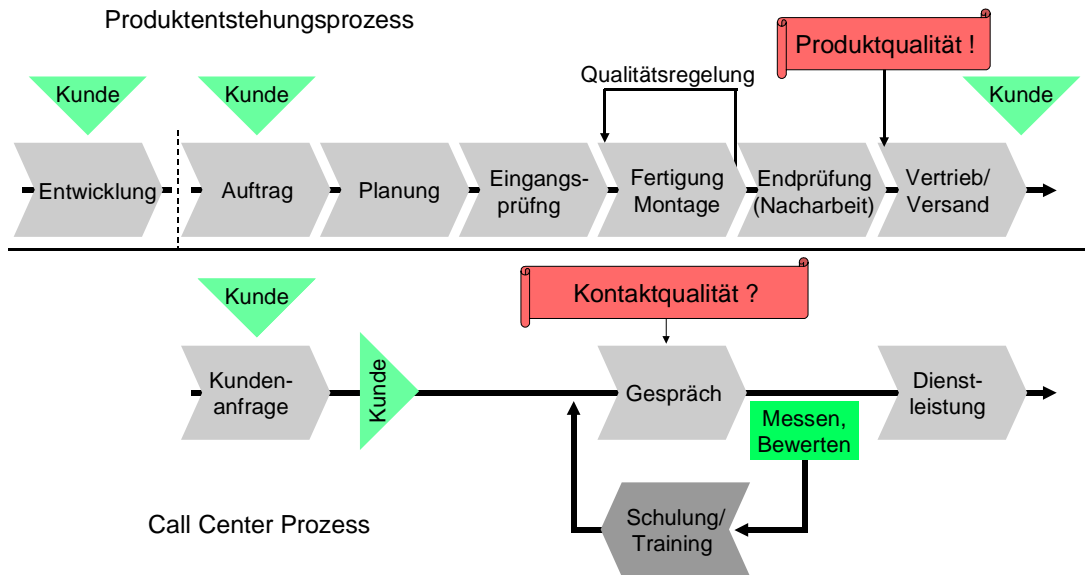 Produktentstehungsprozess
Produktqualität !
Qualitätsregelung
Kunde
Kunde
Kunde
Entwicklung
Auftrag
Planung
Eingangs-
prüfng
Fertigung
Montage
Endprüfung
(Nacharbeit)
Vertrieb/
Versand
Kunde
Kontaktqualität ?
Kunden-
anfrage
Kunde
Gespräch
Dienst-
leistung
Messen,
Bewerten
Schulung/
Training
Call Center Prozess